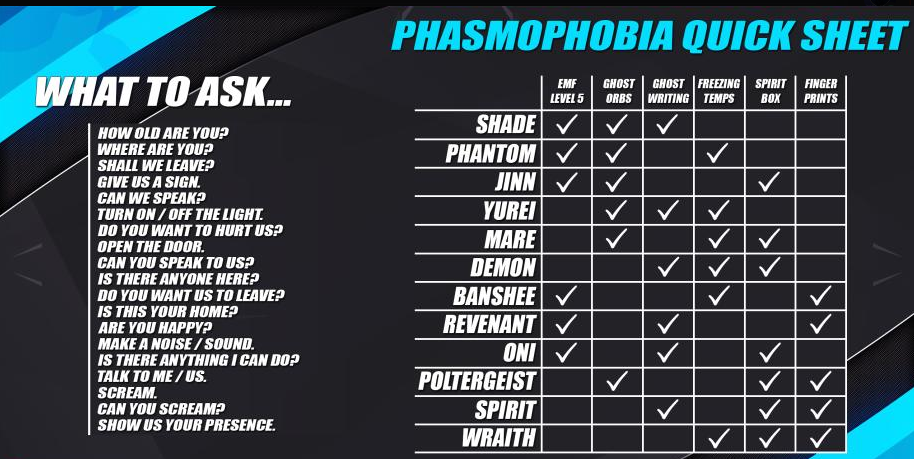 PHASMOPHOBIA QUICK SHEET
WHAT TO ASK...
HOW OLD ARE YOU?
WHERE ARE YOU?
SHALL WE LEAVE?
GIVE US A SIGN.
CAN WE SPEAK?
TURN ON / OFF THE LIGHT.
DO YOU WANT TO HURT US?
OPEN THE DOOR.
CAN YOU SPEAK TO US?
IS THERE ANYONE HERE?
DO YOU WANT US TO LEAVE?
IS THIS YOUR HOME?
ARE YOU HAPPY?
MAKE A NOISE / SOUND.
IS THERE ANYTHING I CAN DO?
TALK TO ME / US.
SCREAM.
CAN YOU SCREAM?
SHOW US YOUR PRESENCE.
EMF GHOST GHOST FREEZING SPIRIT FINGER
LEVEL 5 ORBS WRITING TEMPS BOX PRINTS
SHADE ✓ ✓ ✓
PHANTOM ✓ ✓ ✓
JINN ✓ ✓ ✓
YUREI ✓ ✓ ✓
MARE ✓ ✓ ✓
DEMON ✓ ✓ ✓
BANSHEE ✓ ✓ ✓
REVENANT ✓ ✓ ✓
ONI ✓ ✓ ✓
POLTERGEIST ✓ ✓ ✓
SPIRIT ✓ ✓ ✓
WRAITH ✓ ✓ ✓